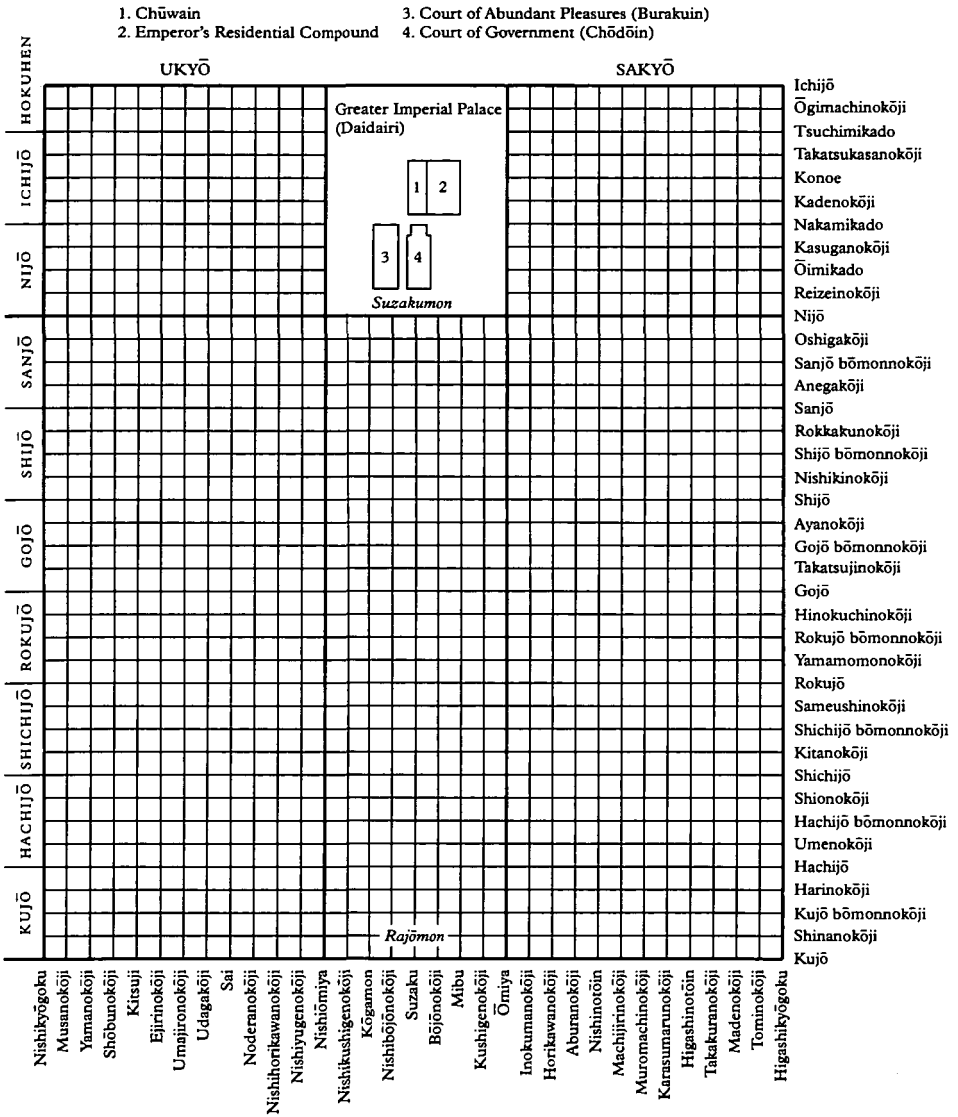 1. Chūwain
2. Emperor's Residential Compound
3. Court of Abundant Pleasures (Burakuin)
4. Court of Government (Chōdōin)
UKYŌ
SAKYŌ
HOKUHEN
ICHIJŌ
NIJŌ
SANJŌ
SHIJŌ
GOJŌ
ROKUJŌ
SHICHIJŌ
HACHIJŌ
KUJŌ
Greater Imperial Palace
(Daidairi)
1
2
3
4
Suzakumon
Rajōmon
Ichijō
Ōgimachinokōji
Tsuchimikado
Takatsukasanokōji
Konoe
Kadenokōji
Nakamikado
Kasuganokōji
Ōimikado
Reizeinokōji
Nijō
Oshigakōji
Sanjō bōmonnokōji
Anegakōji
Sanjō
Rokkakunokōji
Shijō bōmonnokōji
Nishikinokōji
Shijō
Ayanokōji
Gojō bōmonnokōji
Takatsujinokōji
Gojō
Hinokuchinokōji
Rokujō bōmonnokōji
Yamamomonokōji
Rokujō
Sameushinokōji
Shichijō bōmonnokōji
Kitanokōji
Shichijō
Shionokōji
Hachijō bōmonnokōji
Umenokōji
Hachijō
Harinokōji
Kujō bōmonnokōji
Shinanokōji
Kujō
Nishikyōgoku
Musanokōji
Yamanokōji
Shōbunokōji
Kitsuji
Ejirinokōji
Umajironokōji
Udagakōji
Sai
Noderanokōji
Nishihorikawanokōji
Nishiyugenokōji
Nishiōmiya
Nishikushigenokōji
Kōgamon
Nishibōjōnokōji
Suzaku
Bōjōnokōji
Mibu
Kushigenokōji
Ōmiya
Inokumanokōji
Horikawanokōji
Aburanokōji
Nishinotōin
Machijirinokōji
Muromachinokōji
Karasumarunokōji
Higashinotōin
Takakuranokōji
Madenokōji
Tominokōji
Higashikyōgoku